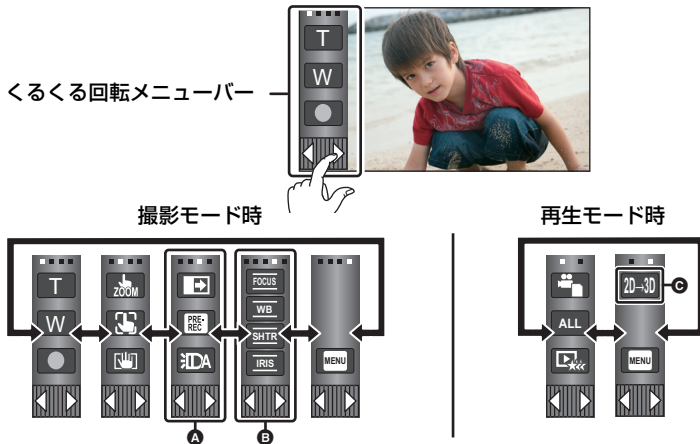 T
W
くるくる回転メニューバー
撮影モード時
再生モード時
T
W
ZOOM
PRE-
REC
A
FOCUS
WB
SHTR
IRIS
MENU
ALL
2D→3D
MENU
A
B
C